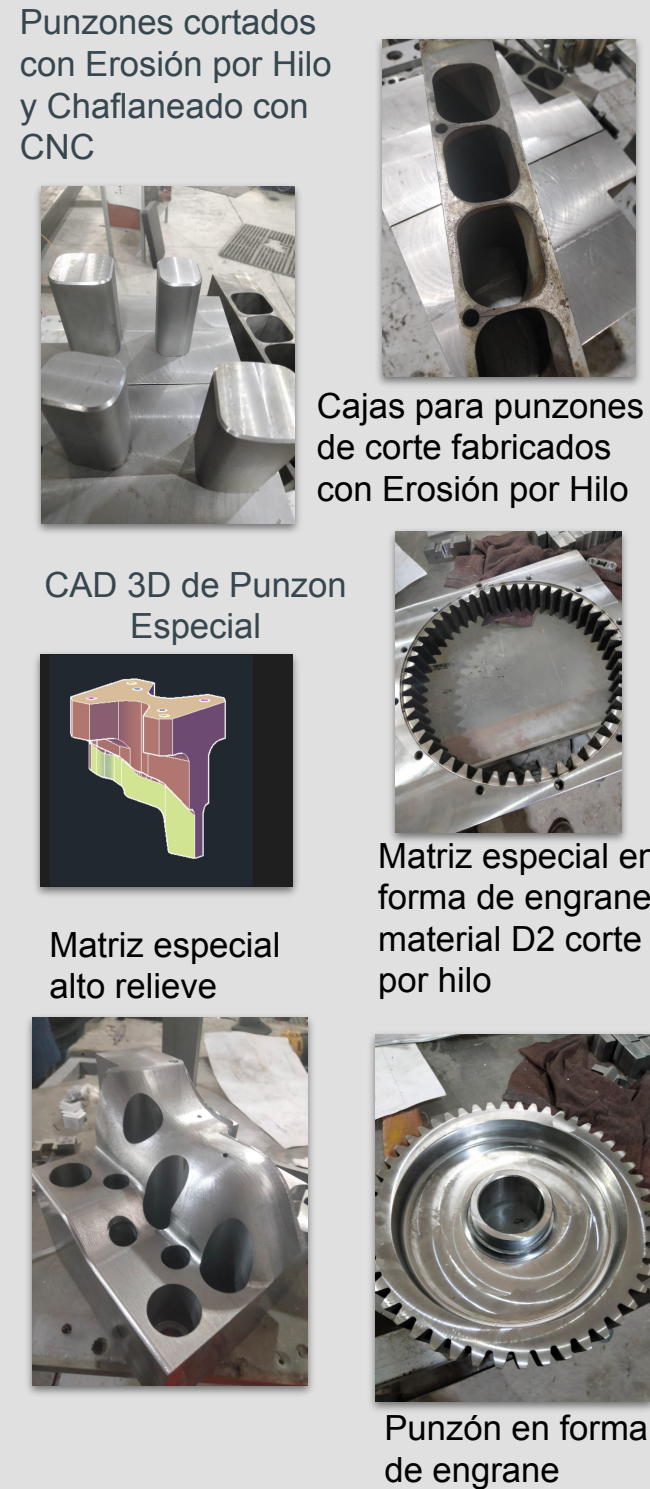 Punzones cortados
con Erosión por Hilo
y Chaflaneado con
CNC
Cajas para punzones
de corte fabricados
con Erosión por Hilo
CAD 3D de Punzon
Especial
Matriz especial en
forma de engrane
material D2 corte
por hilo
Matriz especial
alto relieve
Punzón en forma
de engrane